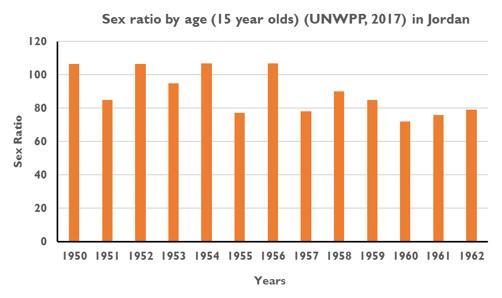 Sex ratio by age (15 year olds) (UNWPP, 2017) in Jordan
120
100
80
60
40
20
0
Sex Ratio
1950 1951 1952 1953 1954 1955 1956 1957 1958 1959 1960 1961 1962
Years